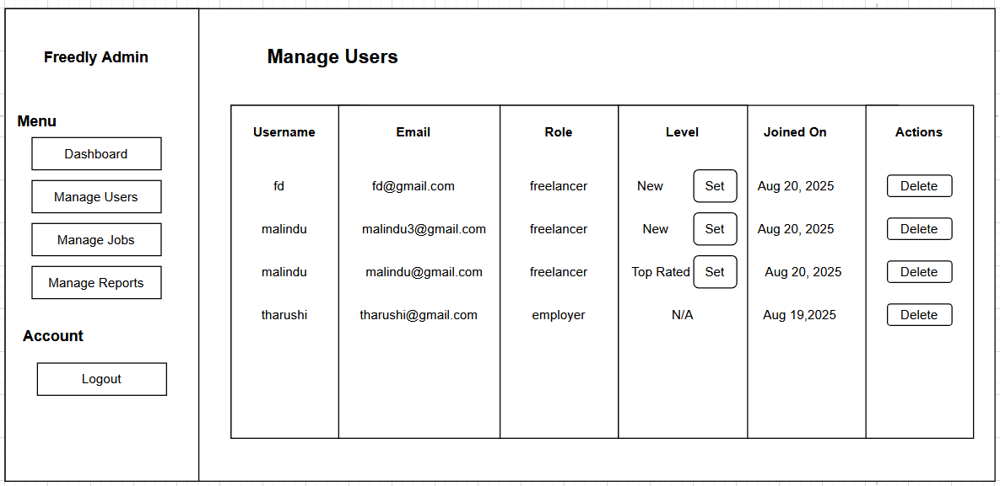 Freedly Admin
Menu
Dashboard
Manage Users
Manage Jobs
Manage Reports
Account
Logout
Manage Users
Username Email Role Level Joined On Actions
fd fd@gmail.com freelancer New Set Aug 20, 2025 Delete
malindu malindu3@gmail.com freelancer New Set Aug 20, 2025 Delete
malindu malindu@gmail.com freelancer Top Rated Set Aug 20, 2025 Delete
tharushi tharushi@gmail.com employer N/A Aug 19,2025 Delete